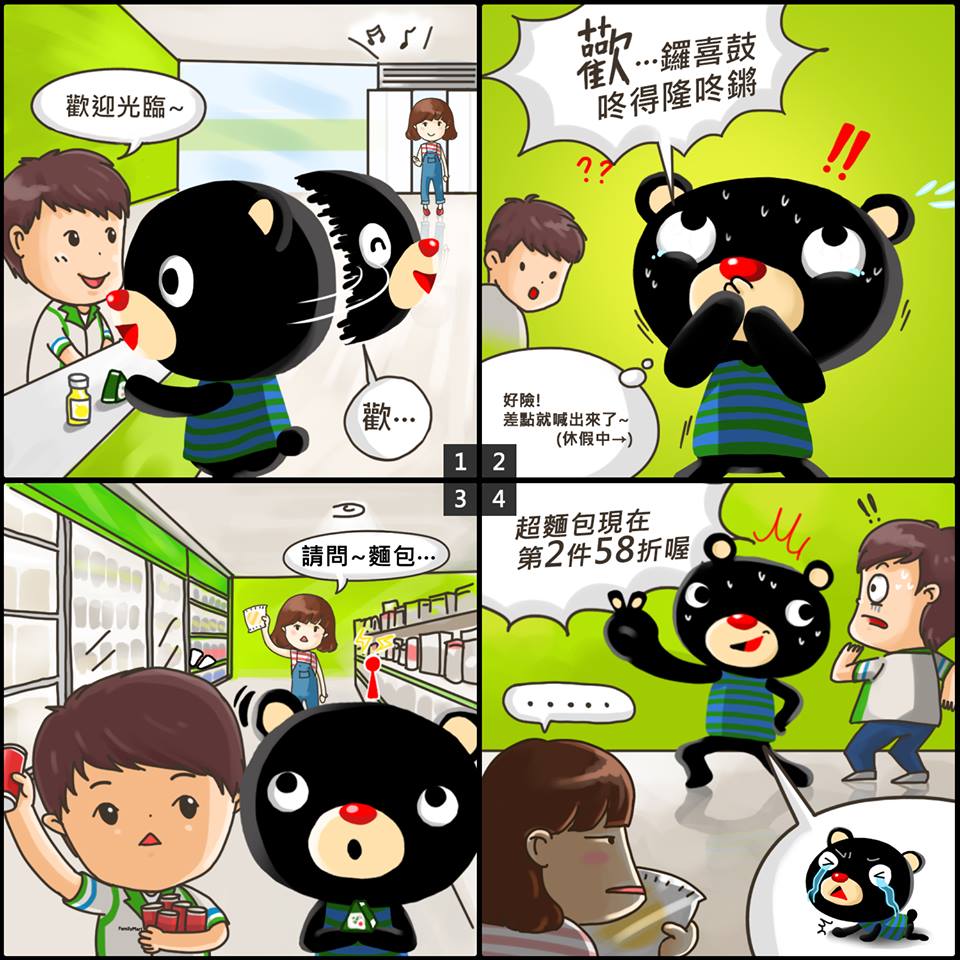 歡迎光臨~
歡…
歡…鑼喜鼓
咚得隆咚鏘
??
!!
好險!
差點就喊出來了~
(休假中→)
1
2
3
4
請問~麵包…
FamilyMart
超麵包現在
第2件58折喔
!!
.....